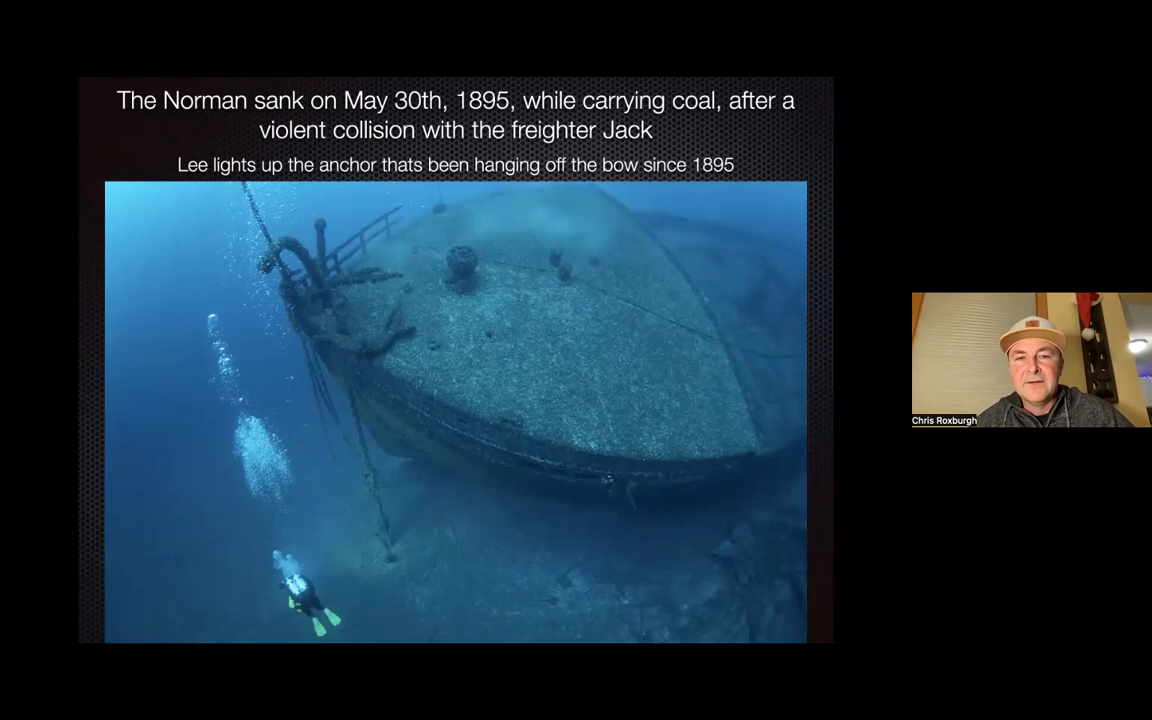 The Norman sank on May 30th, 1895, while carrying coal, after a
violent collision with the freighter Jack
Lee lights up the anchor thats been hanging off the bow since 1895
Chris Roxburgh